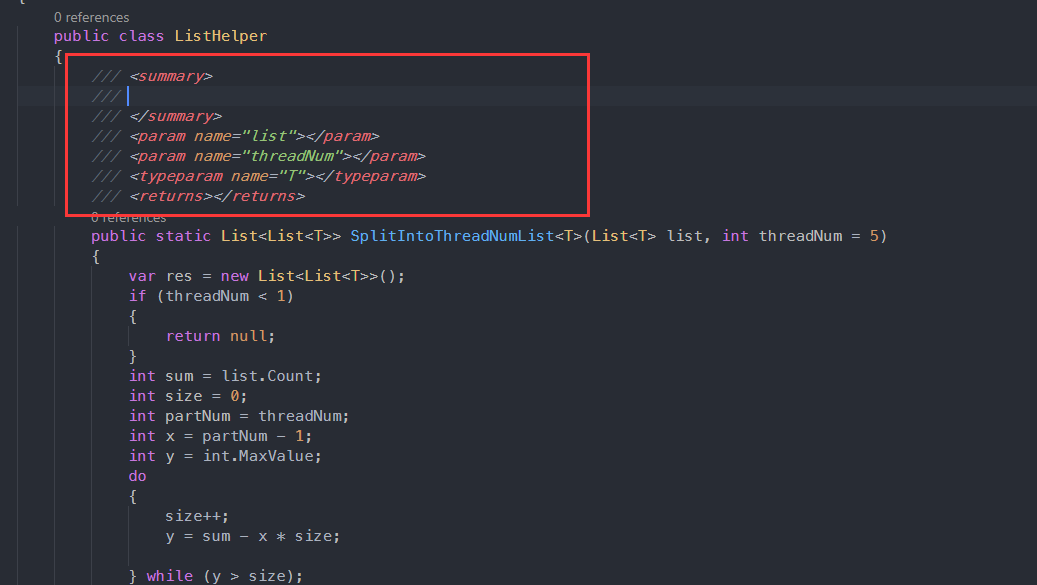 {
0 references
public class ListHelper
{
/// <summary>
///
/// </summary>
/// <param name="list"></param>
/// <param name="threadNum"></param>
/// <typeparam name="T"></typeparam>
/// <returns></returns>
0 references
public static List<List<T>> SplitIntoThreadNumList<T>(List<T> list, int threadNum = 5)
{
var res = new List<List<T>>();
if (threadNum < 1)
{
return null;
}
int sum = list.Count;
int size = 0;
int partNum = threadNum;
int x = partNum - 1;
int y = int.MaxValue;
do
{
size++;
y = sum - x * size;
} while (y > size);